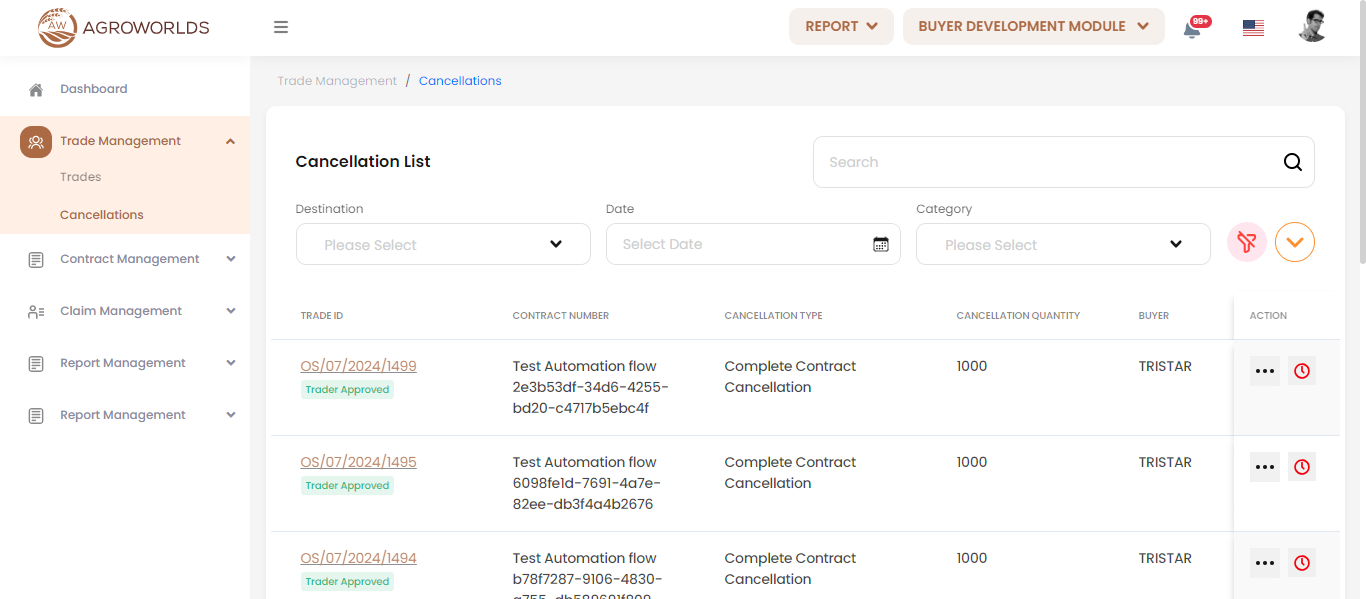 AW AGROWORLDS
REPORT
BUYER DEVELOPMENT MODULE
99+
Dashboard
Trade Management
Trades
Cancellations
Contract Management
Claim Management
Report Management
Report Management
Trade Management / Cancellations
Cancellation List
Search
Destination
Date
Category
Please Select
Select Date
Please Select
TRADE ID CONTRACT NUMBER CANCELLATION TYPE CANCELLATION QUANTITY BUYER ACTION
OS/07/2024/1499
Trader Approved
Test Automation flow
2e3b53df-34d6-4255-
bd20-c4717b5ebc4f
Complete Contract
Cancellation
1000
TRISTAR
OS/07/2024/1495
Trader Approved
Test Automation flow
6098fe1d-7691-4a7e-
82ee-db3f4a4b2676
Complete Contract
Cancellation
1000
TRISTAR
OS/07/2024/1494
Trader Approved
Test Automation flow
b78f7287-9106-4830-
Complete Contract
Cancellation
1000
TRISTAR